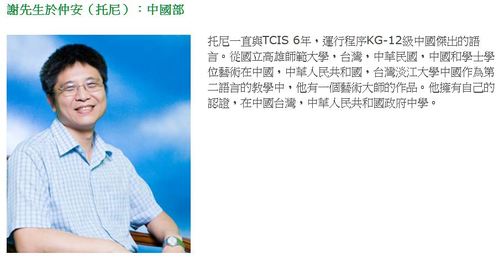 謝先生於仲安（托尼）：中國部
托尼一直與TCIS 6年，運行程序KG-12級中國傑出的語
言。從國立高雄師範大學，台灣，中華民國，中國和學士學
位藝術在中國，中華人民共和國，台灣淡江大學中國作為第
二語言的教學中，他有一個藝術大師的作品。他擁有自己的
認證，在中國台灣，中華人民共和國政府中學。